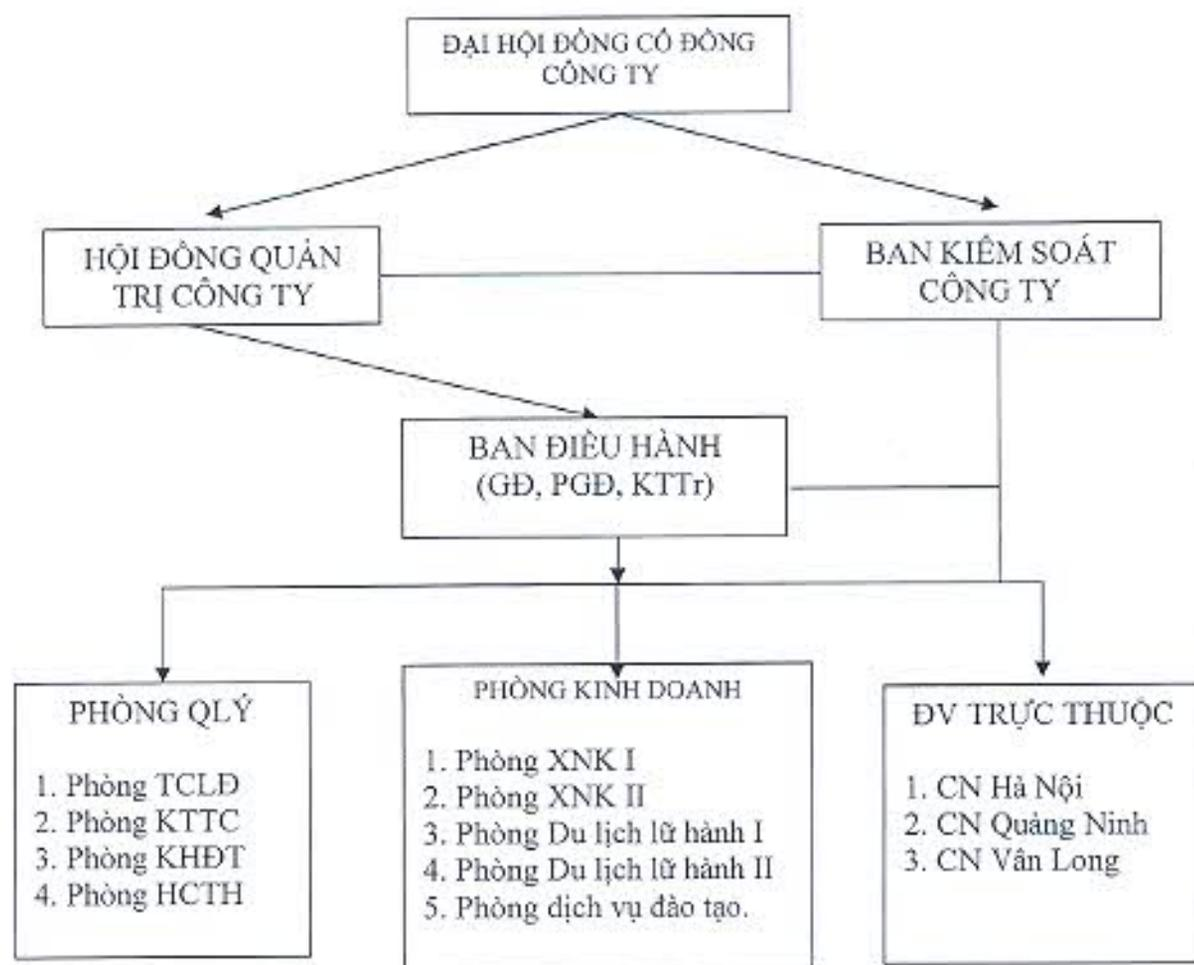 ĐẠI HỘI ĐỒNG CỔ ĐÔNG
CÔNG TY
HỘI ĐỒNG QUẢN
TRỊ CÔNG TY
BAN KIỂM SOÁT
CÔNG TY
BAN ĐIỀU HÀNH
(GĐ, PGĐ, KTTr)
PHÒNG QLÝ
1. Phòng TCLĐ
2. Phòng KTTC
3. Phòng KHĐT
4. Phòng HCTH
PHÒNG KINH DOANH
1. Phòng XNK I
2. Phòng XNK II
3. Phòng Du lịch lữ hành I
4. Phòng Du lịch lữ hành II
5. Phòng dịch vụ đào tạo.
ĐV TRỰC THUỘC
1. CN Hà Nội
2. CN Quảng Ninh
3. CN Vân Long